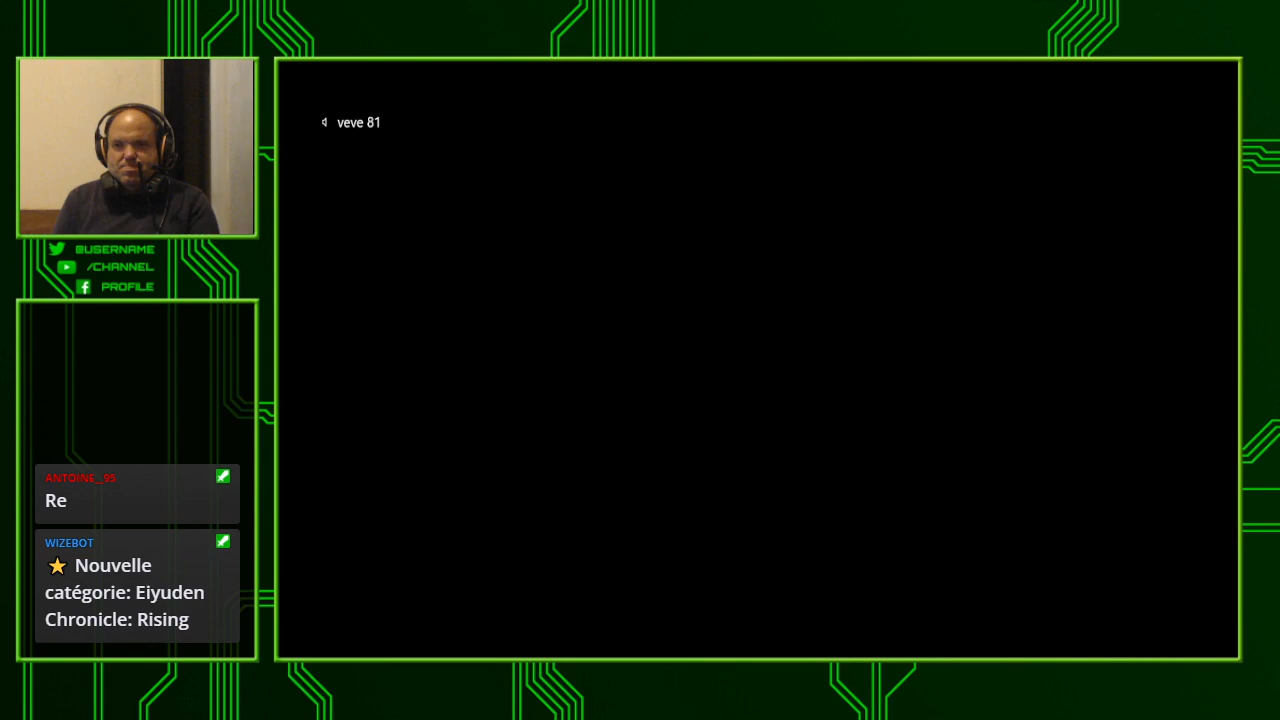 veve 81
@USERNAME
/CHANNEL
PROFILE
ANTOINE_95
Re
WIZEBOT
Nouvelle
catégorie: Eiyuden
Chronicle: Rising